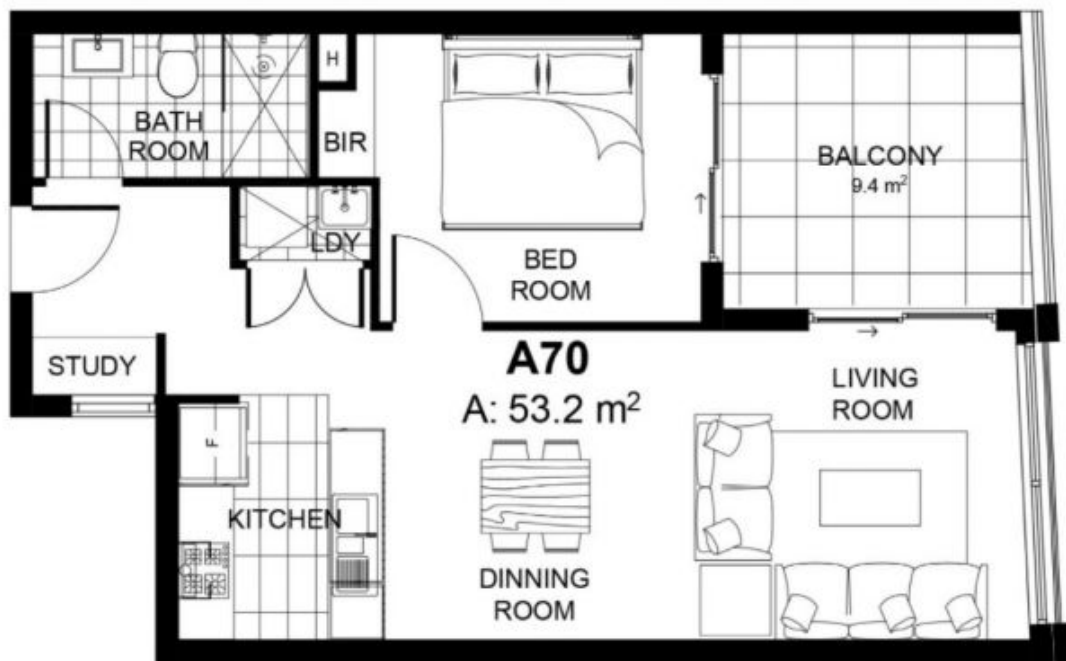 H
BATH
ROOM
BIR
BALCONY
9.4 m²
LDY
BED
ROOM
STUDY
A70
A: 53.2 m²
LIVING
ROOM
F
KITCHEN
DINNING
ROOM